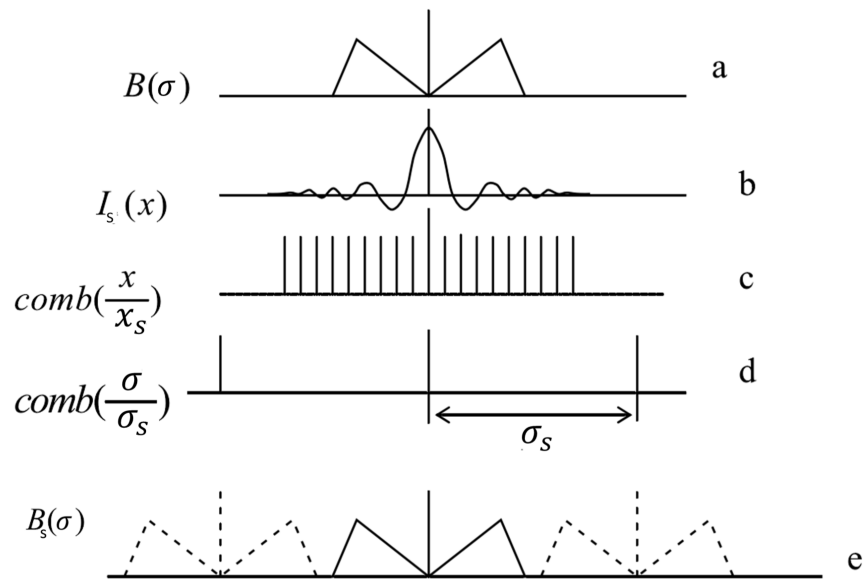 B(σ) a
I_s(x) b
comb(x/x_s) c
comb(σ/σ_s) d
σ_s
B_s(σ) e